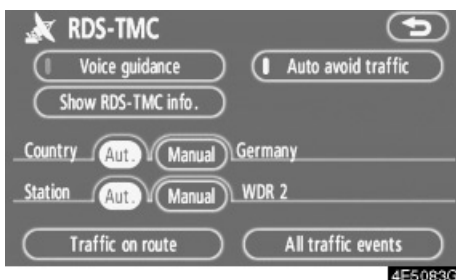 RDS-TMC
Voice guidance Auto avoid traffic
Show RDS-TMC info.
Country Aut. Manual Germany
Station Aut. Manual WDR 2
Traffic on route All traffic events
4E5083G